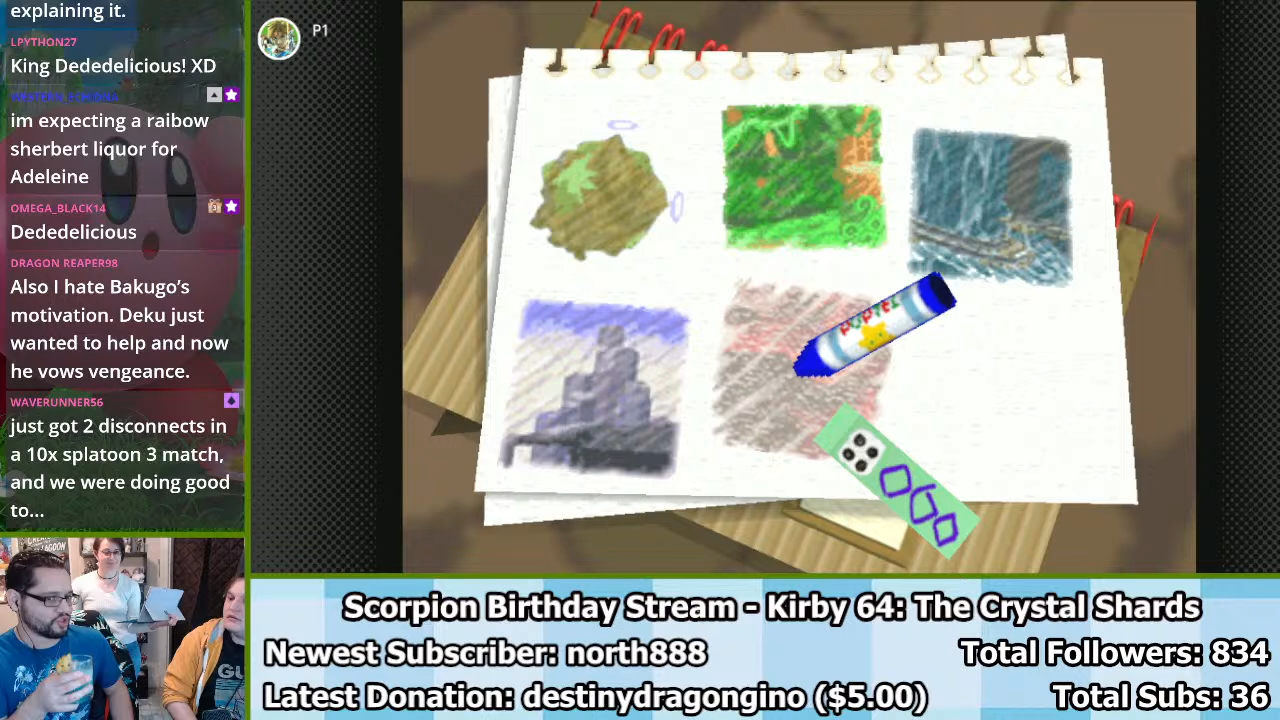 explaining it.
LPYTHON27
King Dededelicious! XD
im expecting a raibow
sherbert liquor for
Adeleine
OMEGA_BLACK14
Dededelicious
DRAGON REAPER98
Also I hate Bakugo's
motivation. Deku just
wanted to help and now
he vows vengeance.
WAVERUNNER56
just got 2 disconnects in
a 10x splatoon 3 match,
and we were doing good
to...
P1
POPSTAR
Scorpion Birthday Stream - Kirby 64: The Crystal Shards
Newest Subscriber: north888
Total Followers: 834
Latest Donation: destinydragongino ($5.00)
Total Subs: 36